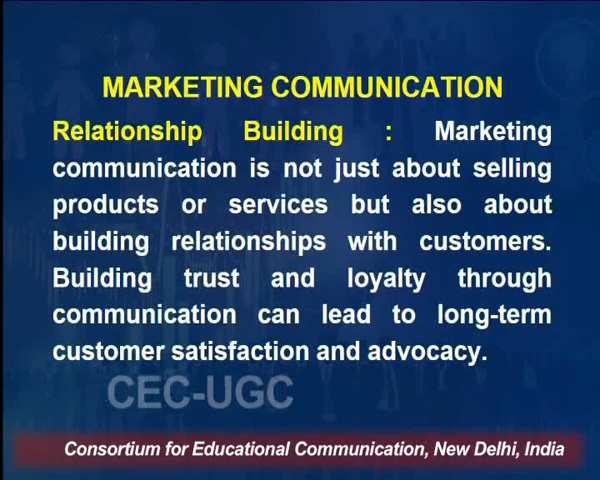 MARKETING COMMUNICATION
Relationship Building : Marketing
communication is not just about selling
products or services but also about
building relationships with customers.
Building trust and loyalty through
communication can lead to long-term
customer satisfaction and advocacy.
CEC-UGC
Consortium for Educational Communication, New Delhi, India